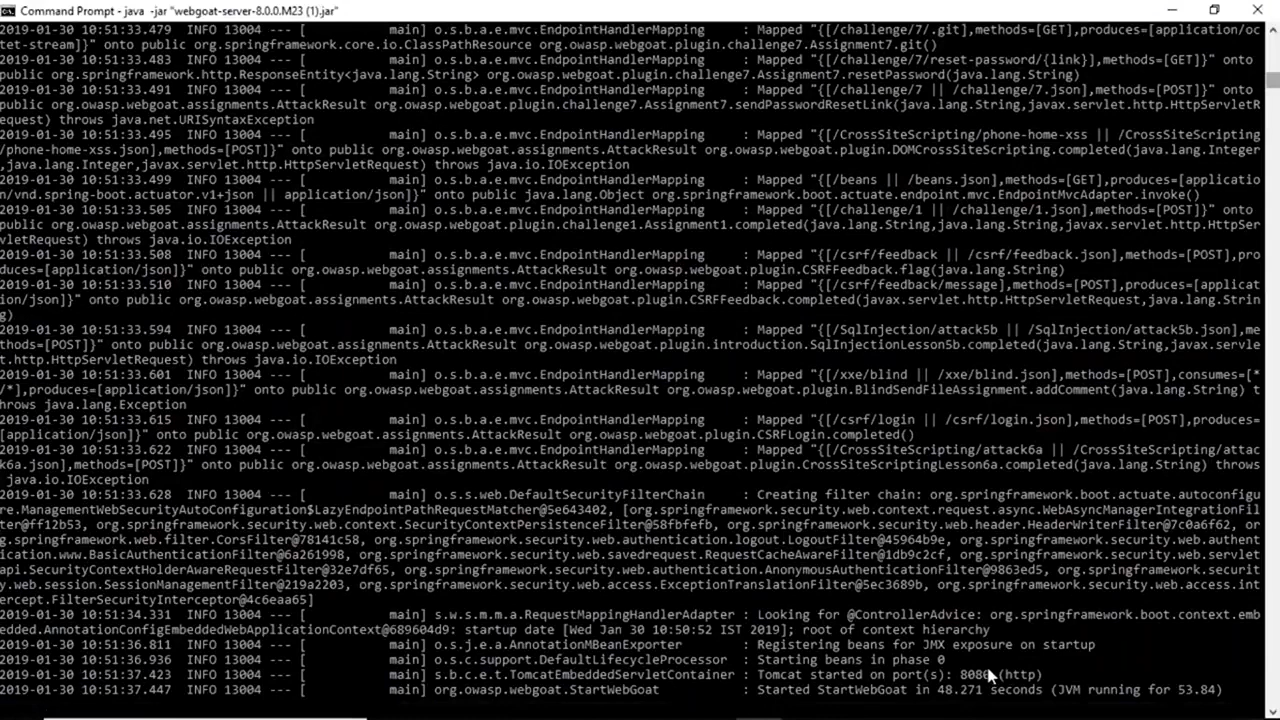 Command Prompt - java -jar "webgoat-server-8.0.0.M23 (1).jar"
2019-01-30 10:51:33.479  INFO 13004 --- [           main] o.s.b.a.e.mvc.EndpointHandlerMapping     : Mapped "{[/challenge/7/.git],methods=[GET],produces=[application/oc
tet-stream]}" onto public org.springframework.core.io.ClassPathResource org.owasp.webgoat.plugin.challenge7.Assignment7.git()
2019-01-30 10:51:33.483  INFO 13004 --- [           main] o.s.b.a.e.mvc.EndpointHandlerMapping     : Mapped "{[/challenge/7/reset-password/{link}],methods=[GET]}" onto
public org.springframework.http.ResponseEntity<java.lang.String> org.owasp.webgoat.plugin.challenge7.Assignment7.resetPassword(java.lang.String)
2019-01-30 10:51:33.491  INFO 13004 --- [           main] o.s.b.a.e.mvc.EndpointHandlerMapping     : Mapped "{[/challenge/7 || /challenge/7.json],methods=[POST]}" onto
public org.owasp.webgoat.assignments.AttackResult org.owasp.webgoat.plugin.challenge7.Assignment7.sendPasswordResetLink(java.lang.String,javax.servlet.http.HttpServletR
equest) throws java.net.URISyntaxException
2019-01-30 10:51:33.495  INFO 13004 --- [           main] o.s.b.a.e.mvc.EndpointHandlerMapping     : Mapped "{[/CrossSiteScripting/phone-home-xss || /CrossSiteScripting
/phone-home-xss.json],methods=[POST]}" onto public org.owasp.webgoat.assignments.AttackResult org.owasp.webgoat.plugin.DOMCrossSiteScripting.completed(java.lang.Integer
,java.lang.Integer,javax.servlet.http.HttpServletRequest) throws java.io.IOException
2019-01-30 10:51:33.499  INFO 13004 --- [           main] o.s.b.a.e.mvc.EndpointHandlerMapping     : Mapped "{[/beans || /beans.json],methods=[GET],produces=[applicatio
n/vnd.spring-boot.actuator.v1+json || application/json]}" onto public java.lang.Object org.springframework.boot.actuate.endpoint.mvc.EndpointMvcAdapter.invoke()
2019-01-30 10:51:33.505  INFO 13004 --- [           main] o.s.b.a.e.mvc.EndpointHandlerMapping     : Mapped "{[/challenge/1 || /challenge/1.json],methods=[POST]}" onto
public org.owasp.webgoat.assignments.AttackResult org.owasp.webgoat.plugin.challenge1.Assignment1.completed(java.lang.String,java.lang.String,javax.servlet.http.HttpSer
vletRequest) throws java.io.IOException
2019-01-30 10:51:33.508  INFO 13004 --- [           main] o.s.b.a.e.mvc.EndpointHandlerMapping     : Mapped "{[/csrf/feedback || /csrf/feedback.json],methods=[POST],pro
duces=[application/json]}" onto public org.owasp.webgoat.assignments.AttackResult org.owasp.webgoat.plugin.CSRFFeedback.flag(java.lang.String)
2019-01-30 10:51:33.510  INFO 13004 --- [           main] o.s.b.a.e.mvc.EndpointHandlerMapping     : Mapped "{[/csrf/feedback/message],methods=[POST],produces=[applicat
ion/json]}" onto public org.owasp.webgoat.assignments.AttackResult org.owasp.webgoat.plugin.CSRFFeedback.completed(javax.servlet.http.HttpServletRequest,java.lang.Strin
g)
2019-01-30 10:51:33.594  INFO 13004 --- [           main] o.s.b.a.e.mvc.EndpointHandlerMapping     : Mapped "{[/SqlInjection/attack5b || /SqlInjection/attack5b.json],me
thods=[POST]}" onto public org.owasp.webgoat.assignments.AttackResult org.owasp.webgoat.plugin.introduction.SqlInjectionLesson5b.completed(java.lang.String,javax.servle
t.http.HttpServletRequest) throws java.io.IOException
2019-01-30 10:51:33.601  INFO 13004 --- [           main] o.s.b.a.e.mvc.EndpointHandlerMapping     : Mapped "{[/xxe/blind || /xxe/blind.json],methods=[POST],consumes=[*
/*],produces=[application/json]}" onto public org.owasp.webgoat.assignments.AttackResult org.owasp.webgoat.plugin.BlindSendFileAssignment.addComment(java.lang.String) t
hrows java.lang.Exception
2019-01-30 10:51:33.615  INFO 13004 --- [           main] o.s.b.a.e.mvc.EndpointHandlerMapping     : Mapped "{[/csrf/login || /csrf/login.json],methods=[POST],produces=
[application/json]}" onto public org.owasp.webgoat.assignments.AttackResult org.owasp.webgoat.plugin.CSRFLogin.completed()
2019-01-30 10:51:33.622  INFO 13004 --- [           main] o.s.b.a.e.mvc.EndpointHandlerMapping     : Mapped "{[/CrossSiteScripting/attack6a || /CrossSiteScripting/attac
k6a.json],methods=[POST]}" onto public org.owasp.webgoat.assignments.AttackResult org.owasp.webgoat.plugin.CrossSiteScriptingLesson6a.completed(java.lang.String) throws
 java.io.IOException
2019-01-30 10:51:33.628  INFO 13004 --- [           main] o.s.s.web.DefaultSecurityFilterChain     : Creating filter chain: org.springframework.boot.actuate.autoconfigu
re.ManagementWebSecurityAutoConfiguration$LazyEndpointPathRequestMatcher@5e643402, [org.springframework.security.web.context.request.async.WebAsyncManagerIntegrationFil
ter@ff12b53, org.springframework.security.web.context.SecurityContextPersistenceFilter@58fbfefb, org.springframework.security.web.header.HeaderWriterFilter@7c0a6f62, or
g.springframework.web.filter.CorsFilter@78141c58, org.springframework.security.web.authentication.logout.LogoutFilter@45964b9e, org.springframework.security.web.authent
ication.www.BasicAuthenticationFilter@6a261998, org.springframework.security.web.savedrequest.RequestCacheAwareFilter@1db9c2cf, org.springframework.security.web.servlet
api.SecurityContextHolderAwareRequestFilter@32e7df65, org.springframework.security.web.authentication.AnonymousAuthenticationFilter@9863ed5, org.springframework.securit
y.web.session.SessionManagementFilter@219a2203, org.springframework.security.web.access.ExceptionTranslationFilter@5ec3689b, org.springframework.security.web.access.int
ercept.FilterSecurityInterceptor@4c6eaa65]
2019-01-30 10:51:34.331  INFO 13004 --- [           main] s.w.s.m.m.a.RequestMappingHandlerAdapter : Looking for @ControllerAdvice: org.springframework.boot.context.emb
edded.AnnotationConfigEmbeddedWebApplicationContext@689604d9: startup date [Wed Jan 30 10:50:52 IST 2019]; root of context hierarchy
2019-01-30 10:51:36.811  INFO 13004 --- [           main] o.s.j.e.a.AnnotationMBeanExporter        : Registering beans for JMX exposure on startup
2019-01-30 10:51:36.936  INFO 13004 --- [           main] o.s.c.support.DefaultLifecycleProcessor  : Starting beans in phase 0
2019-01-30 10:51:37.423  INFO 13004 --- [           main] s.b.c.e.t.TomcatEmbeddedServletContainer : Tomcat started on port(s): 8080 (http)
2019-01-30 10:51:37.447  INFO 13004 --- [           main] org.owasp.webgoat.StartWebGoat           : Started StartWebGoat in 48.271 seconds (JVM running for 53.84)